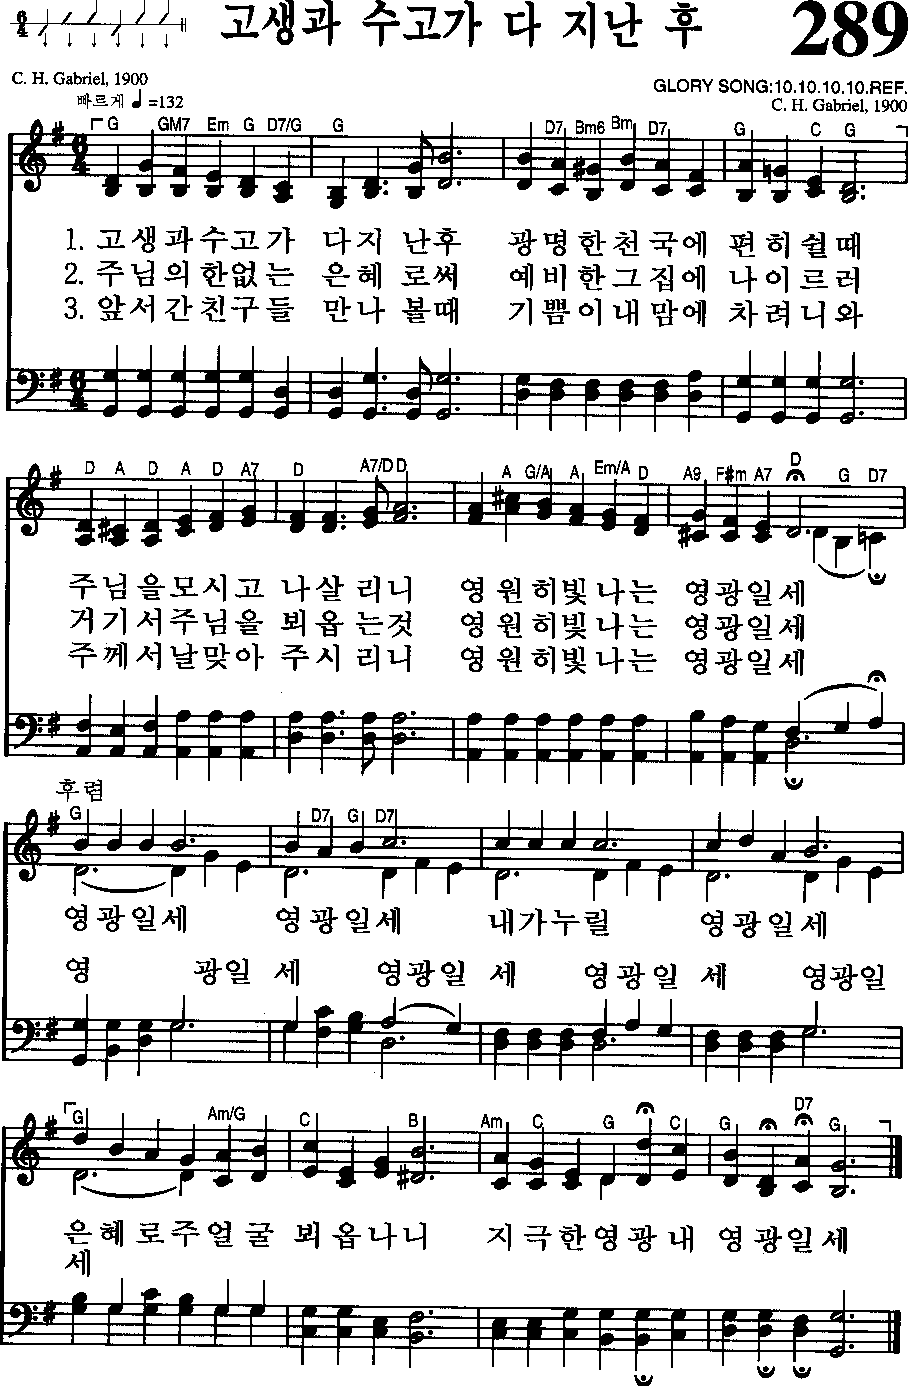 6/4 고생과 수고가 다 지난 후 289
C. H. Gabriel, 1900
GLORY SONG:10.10.10.10.REF.
빠르게 ♩=132
C. H. Gabriel, 1900
G GM7 Em G D7/G G D7 Bm6 Bm D7 G C G
1. 고생과수고가 다지 난후 광명한천국에 편히쉴때
2. 주님의한없는 은혜 로써 예비한그집에 나이르러
3. 앞서간친구들 만나 볼때 기쁨이내맘에 차려니와
D A D A D A7 D A7/D D A G/A A Em/A D A9 F#m A7 D G D7
주님을모시고 나살 리니 영원히빛나는 영광일세
거기서주님을 뵈옵 는것 영원히빛나는 영광일세
주께서날맞아 주시 리니 영원히빛나는 영광일세
후렴
G D7 G D7
영광일세 영광일세 내가누릴 영광일세
영 광일 세 영광일 세 영광일 세 영광일
G Am/G C B Am C G C G D7 G
은혜로주얼굴 뵈옵나니 지극한영광내 영광일세
세